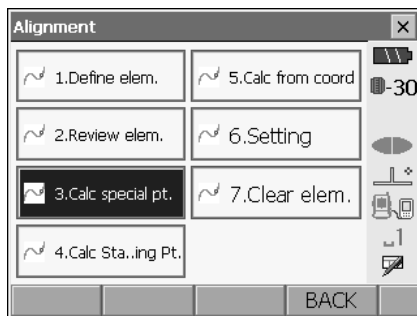 Alignment
1.Define elem.
5.Calc from coord
2.Review elem.
6.Setting
3.Calc special pt.
7.Clear elem.
4.Calc Sta..ing Pt.
-30
1
BACK